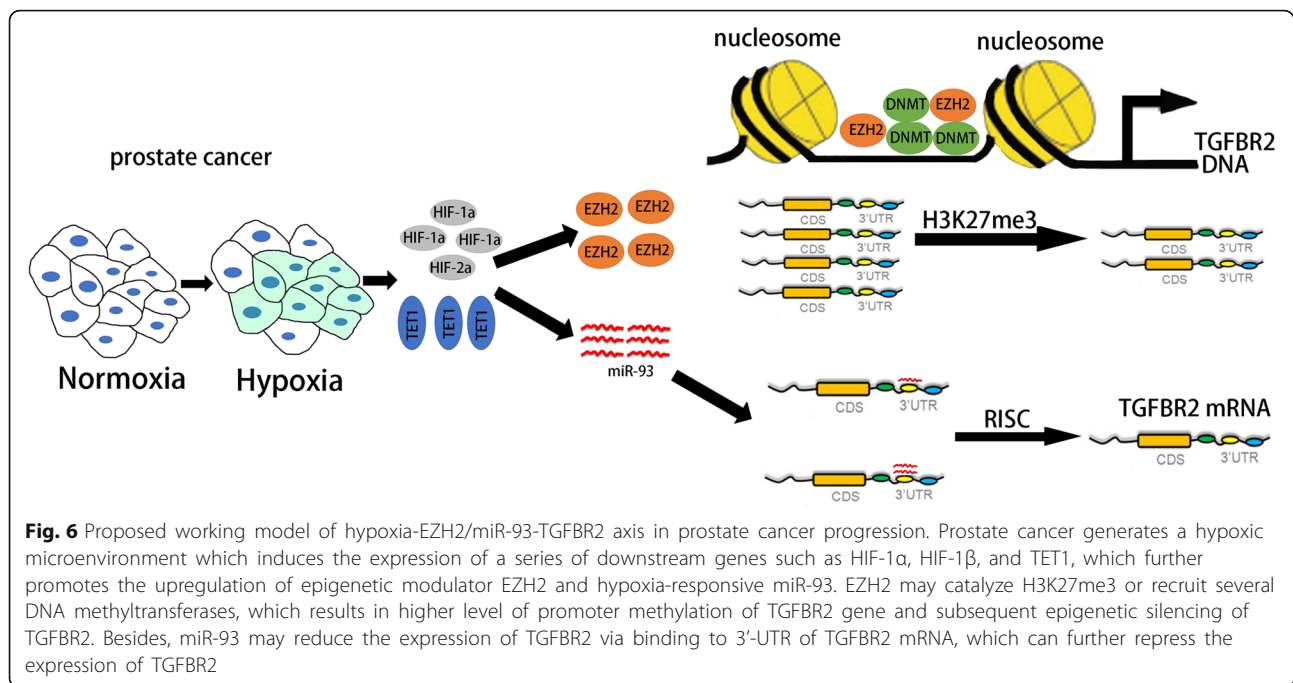 nucleosome
nucleosome
DNMT
EZH2
EZH2
DNMT
DNMT
TGFBR2
DNA
prostate cancer
HIF-1a
HIF-1a
HIF-1a
HIF-2a
EZH2
EZH2
EZH2
EZH2
CDS
3'UTR
CDS
3'UTR
CDS
3'UTR
CDS
3'UTR
H3K27me3
CDS
3'UTR
CDS
3'UTR
TET1
TET1
TET1
Normoxia
Hypoxia
miR-93
CDS
3'UTR
CDS
3'UTR
RISC
TGFBR2 mRNA
CDS
3'UTR
Fig. 6 Proposed working model of hypoxia-EZH2/miR-93-TGFBR2 axis in prostate cancer progression. Prostate cancer generates a hypoxic
microenvironment which induces the expression of a series of downstream genes such as HIF-1α, HIF-1β, and TET1, which further
promotes the upregulation of epigenetic modulator EZH2 and hypoxia-responsive miR-93. EZH2 may catalyze H3K27me3 or recruit several
DNA methyltransferases, which results in higher level of promoter methylation of TGFBR2 gene and subsequent epigenetic silencing of
TGFBR2. Besides, miR-93 may reduce the expression of TGFBR2 via binding to 3′-UTR of TGFBR2 mRNA, which can further repress the
expression of TGFBR2